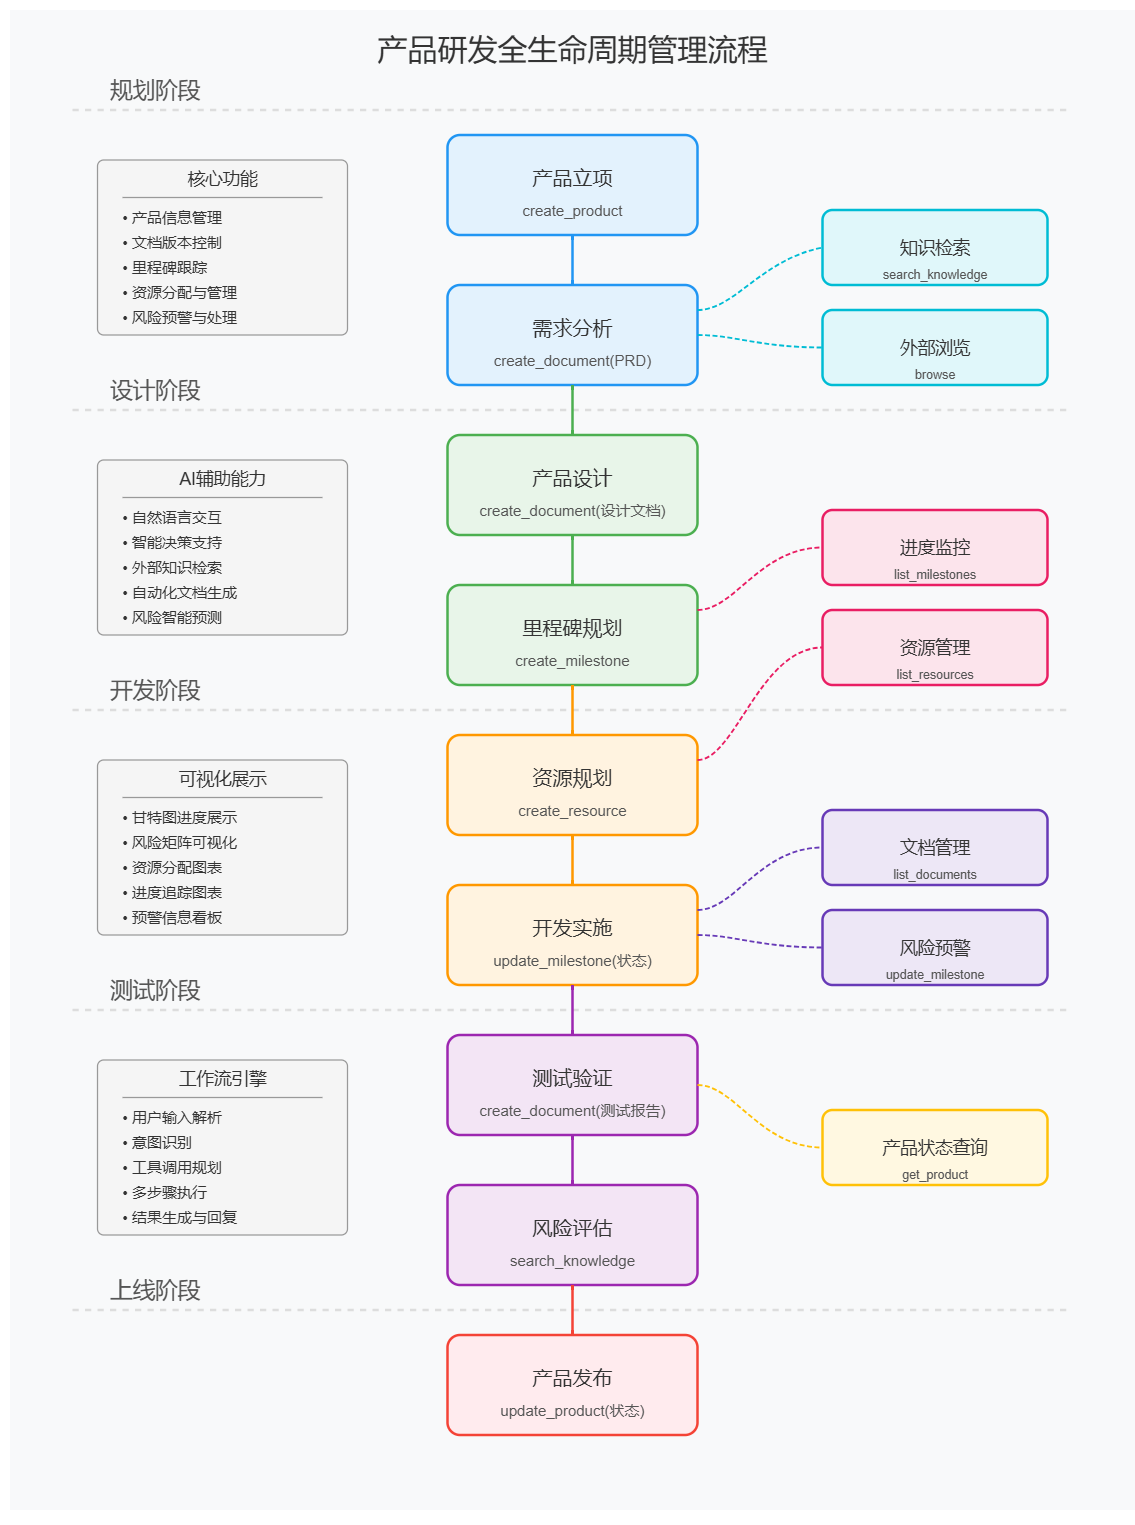 产品研发全生命周期管理流程
规划阶段
核心功能
• 产品信息管理
• 文档版本控制
• 里程碑跟踪
• 资源分配与管理
• 风险预警与处理
产品立项
create_product
需求分析
create_document(PRD)
知识检索
search_knowledge
外部浏览
browse
设计阶段
AI辅助能力
• 自然语言交互
• 智能决策支持
• 外部知识检索
• 自动化文档生成
• 风险智能预测
产品设计
create_document(设计文档)
里程碑规划
create_milestone
进度监控
list_milestones
资源管理
list_resources
开发阶段
可视化展示
• 甘特图进度展示
• 风险矩阵可视化
• 资源分配图表
• 进度追踪图表
• 预警信息看板
资源规划
create_resource
开发实施
update_milestone(状态)
文档管理
list_documents
风险预警
update_milestone
测试阶段
工作流引擎
• 用户输入解析
• 意图识别
• 工具调用规划
• 多步骤执行
• 结果生成与回复
测试验证
create_document(测试报告)
风险评估
search_knowledge
产品状态查询
get_product
上线阶段
产品发布
update_product(状态)